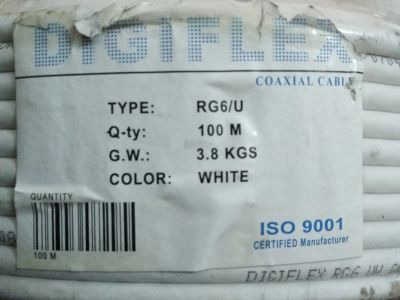 DIGIFLEX
COAXIAL CABLE
TYPE: RG6/U
Q-ty: 100 M
G.W.: 3.8 KGS
COLOR: WHITE
QUANTITY
100 M
ISO 9001
CERTIFIED Manufacturer
DIGIFLEX RG6